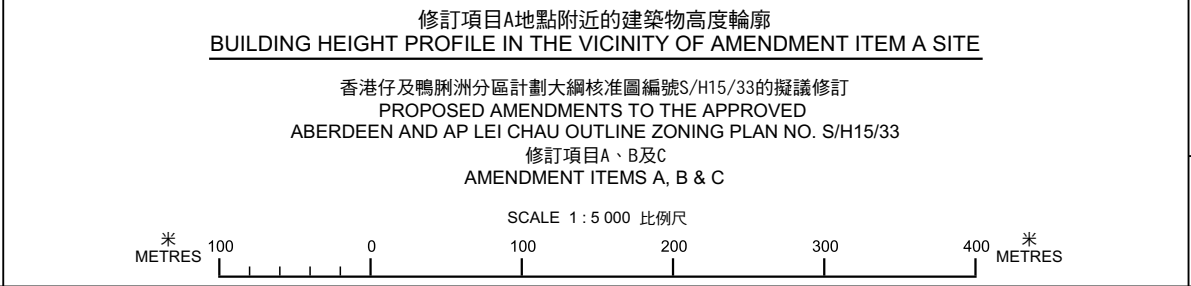 修訂項目A地點附近的建築物高度輪廓
BUILDING HEIGHT PROFILE IN THE VICINITY OF AMENDMENT ITEM A SITE
香港仔及鴨脷洲分區計劃大綱核准圖編號S/H15/33的擬議修訂
PROPOSED AMENDMENTS TO THE APPROVED
ABERDEEN AND AP LEI CHAU OUTLINE ZONING PLAN NO. S/H15/33
修訂項目A、B及C
AMENDMENT ITEMS A, B & C
SCALE 1 : 5 000 比例尺
米 100 0 100 200 300 400 米
METRES METRES